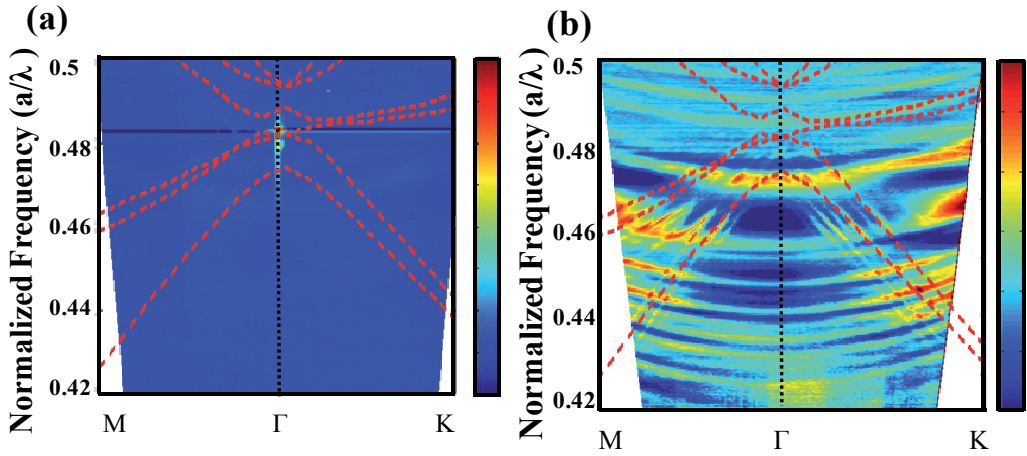 (a)
Normalized Frequency (a/λ)
0.5
0.48
0.46
0.44
0.42
M Γ K
(b)
Normalized Frequency (a/λ)
0.5
0.48
0.46
0.44
0.42
M Γ K